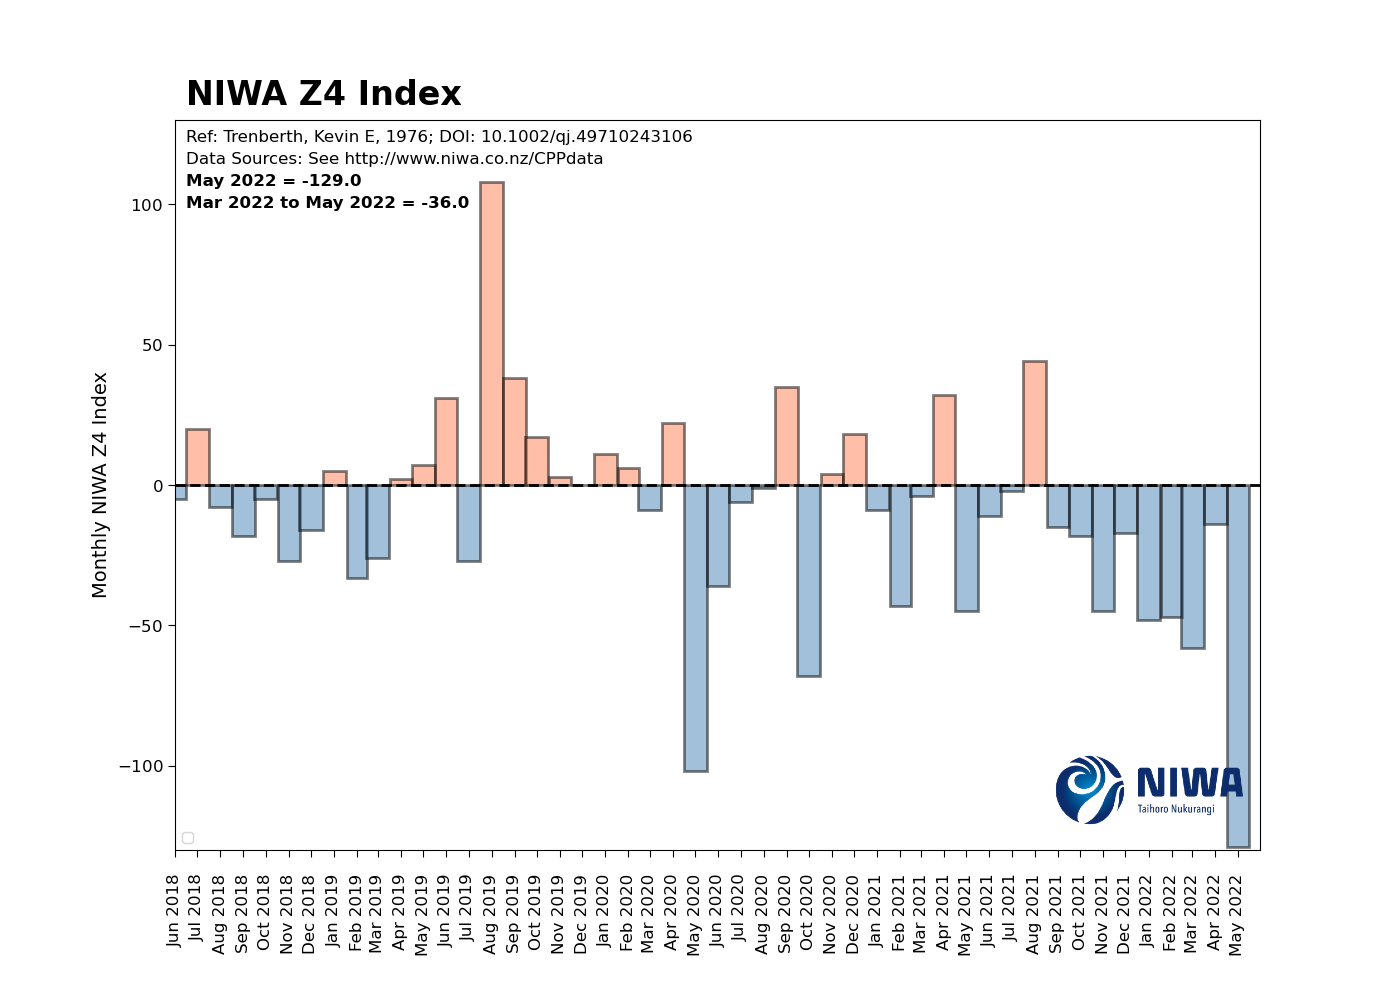 NIWA Z4 Index
Ref: Trenberth, Kevin E, 1976; DOI: 10.1002/qj.49710243106
Data Sources: See http://www.niwa.co.nz/CPPdata
May 2022 = -129.0
Mar 2022 to May 2022 = -36.0
Monthly NIWA Z4 Index
100
50
0
−50
−100
NIWA
Taihoro Nukurangi
Jun 2018
Jul 2018
Aug 2018
Sep 2018
Oct 2018
Nov 2018
Dec 2018
Jan 2019
Feb 2019
Mar 2019
Apr 2019
May 2019
Jun 2019
Jul 2019
Aug 2019
Sep 2019
Oct 2019
Nov 2019
Dec 2019
Jan 2020
Feb 2020
Mar 2020
Apr 2020
May 2020
Jun 2020
Jul 2020
Aug 2020
Sep 2020
Oct 2020
Nov 2020
Dec 2020
Jan 2021
Feb 2021
Mar 2021
Apr 2021
May 2021
Jun 2021
Jul 2021
Aug 2021
Sep 2021
Oct 2021
Nov 2021
Dec 2021
Jan 2022
Feb 2022
Mar 2022
Apr 2022
May 2022